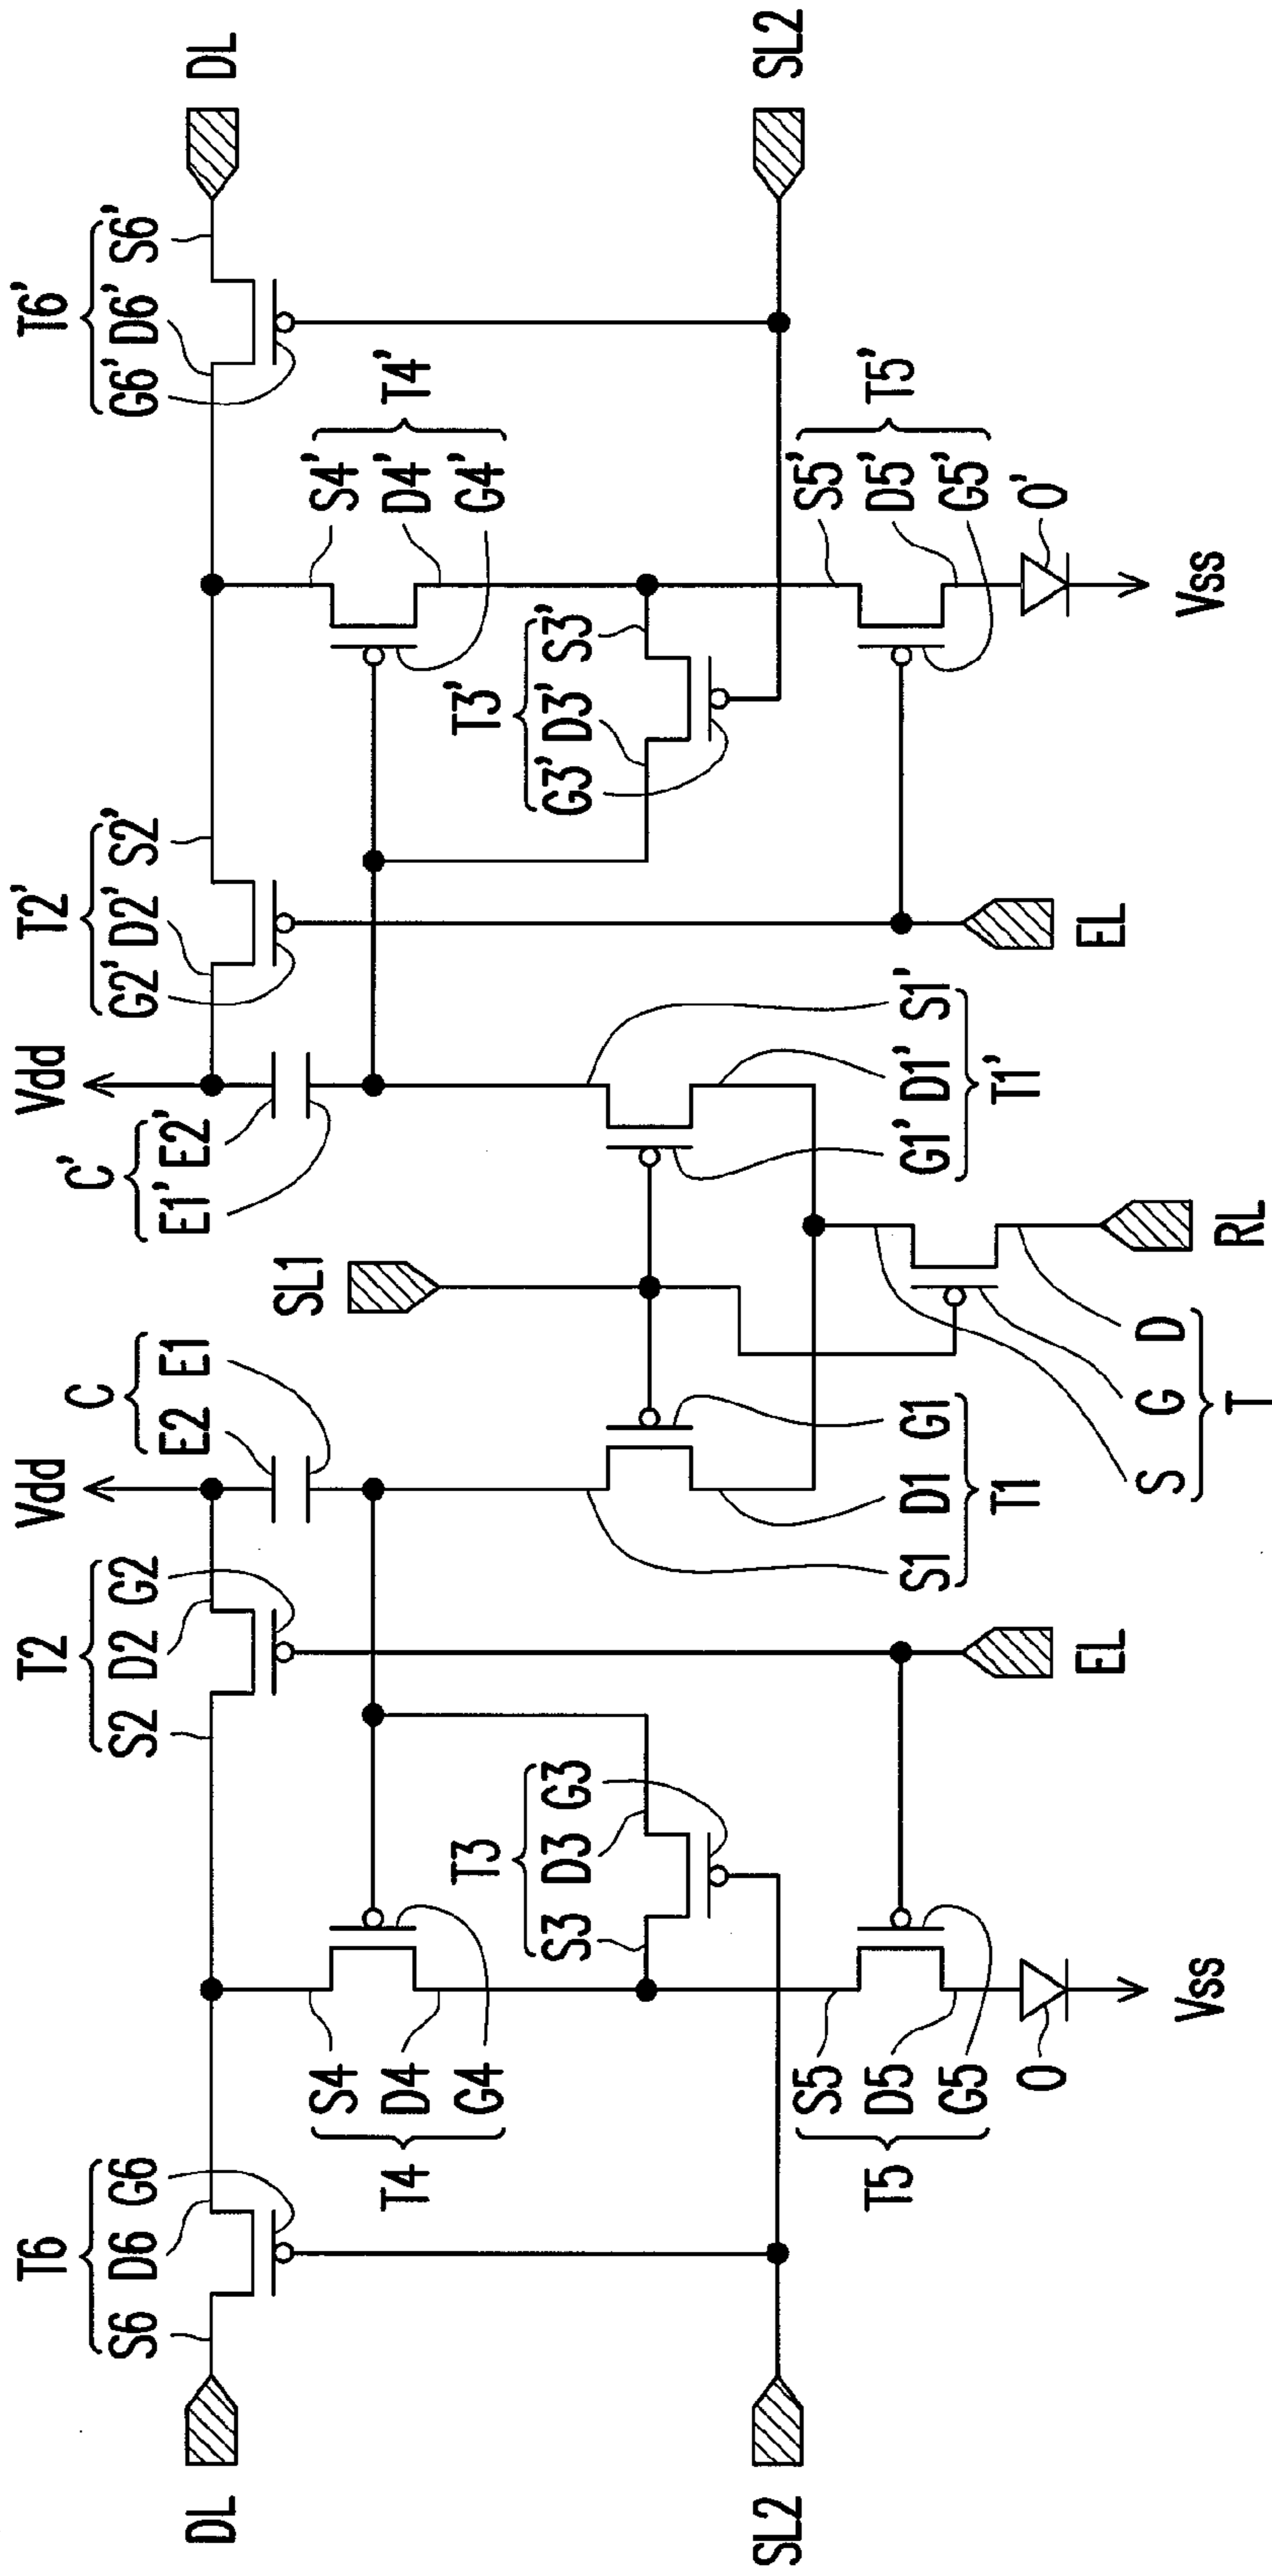 T6 T2 Vdd Vdd T2' T6'
C C'
S6 D6 G6 S2 D2 G2 G2' D2' S2' G6' D6' S6'
E2 E1 E1' E2'
DL DL
SL1
S4 S4'
T4 D4 D4' T4'
G4 T3 T3' G4'
S3 D3 G3 G3' D3' S3'
SL2 SL2
S5 S5'
T5 D5 D5' T5'
S1 D1 G1 G1' D1' S1'
G5 G5'
T1 T1'
O O'
EL EL
S G D
Vss Vss
T RL